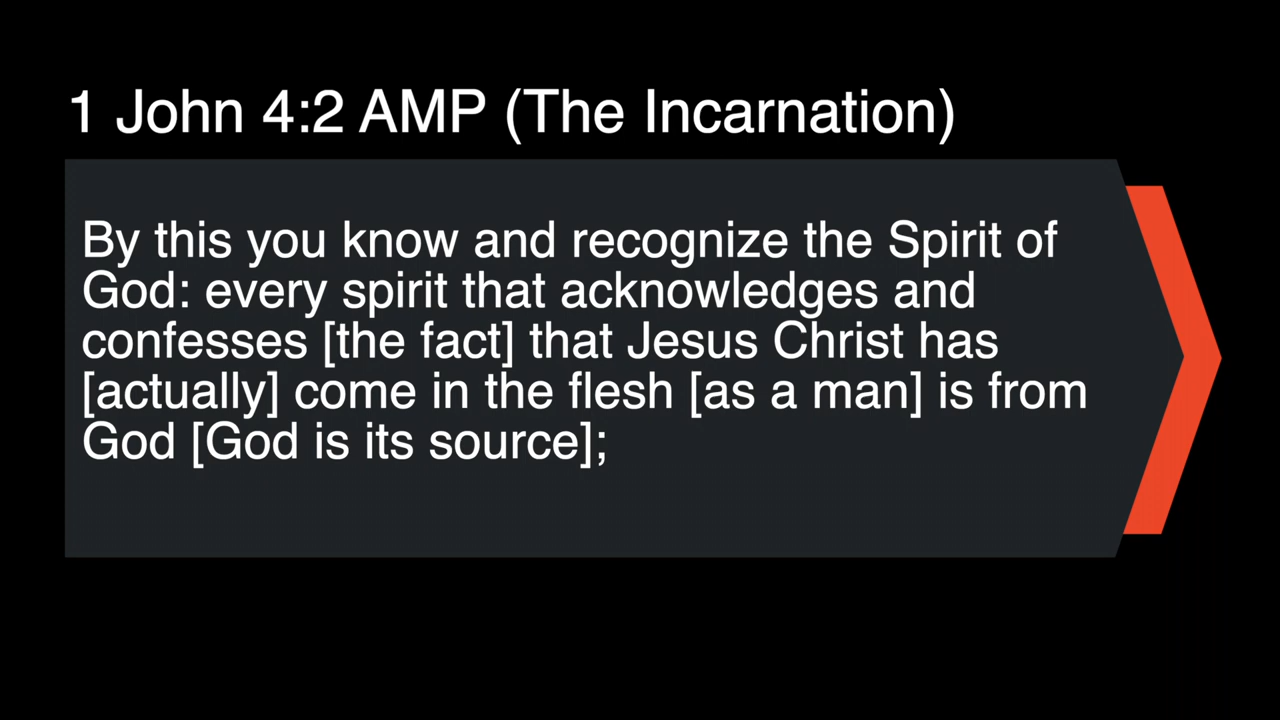 1 John 4:2 AMP (The Incarnation)
By this you know and recognize the Spirit of
God: every spirit that acknowledges and
confesses [the fact] that Jesus Christ has
[actually] come in the flesh [as a man] is from
God [God is its source];